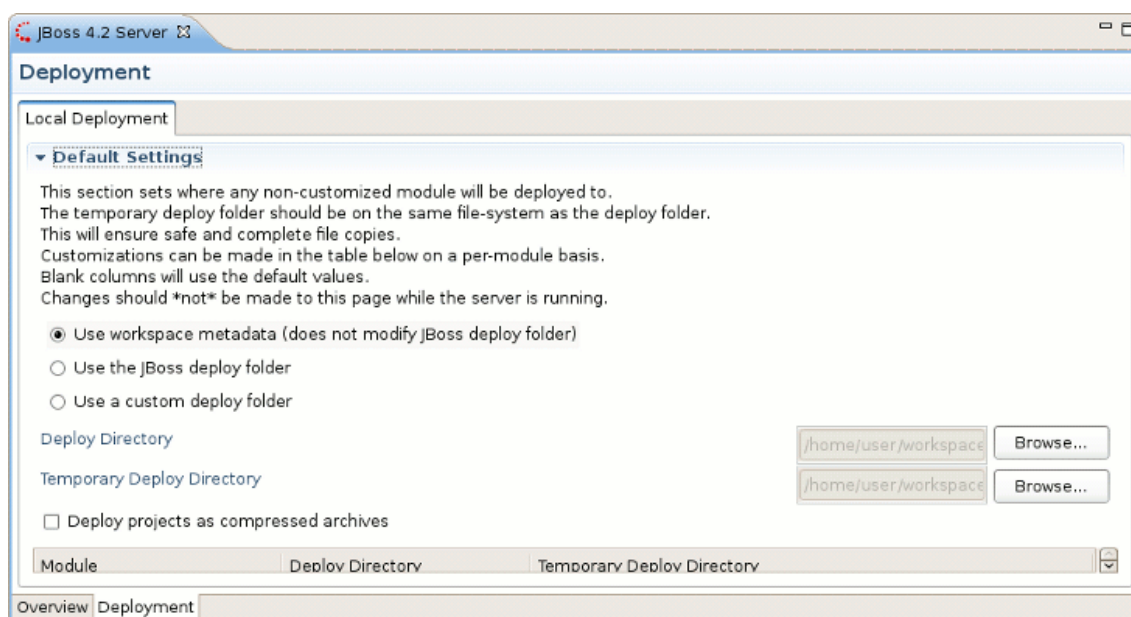 JBoss 4.2 Server
Deployment
Local Deployment
Default Settings
This section sets where any non-customized module will be deployed to.
The temporary deploy folder should be on the same file-system as the deploy folder.
This will ensure safe and complete file copies.
Customizations can be made in the table below on a per-module basis.
Blank columns will use the default values.
Changes should *not* be made to this page while the server is running.
Use workspace metadata (does not modify JBoss deploy folder)
Use the JBoss deploy folder
Use a custom deploy folder
Deploy Directory /home/user/workspace Browse...
Temporary Deploy Directory /home/user/workspace Browse...
Deploy projects as compressed archives
Module Deploy Directory Temporary Deploy Directory
Overview Deployment